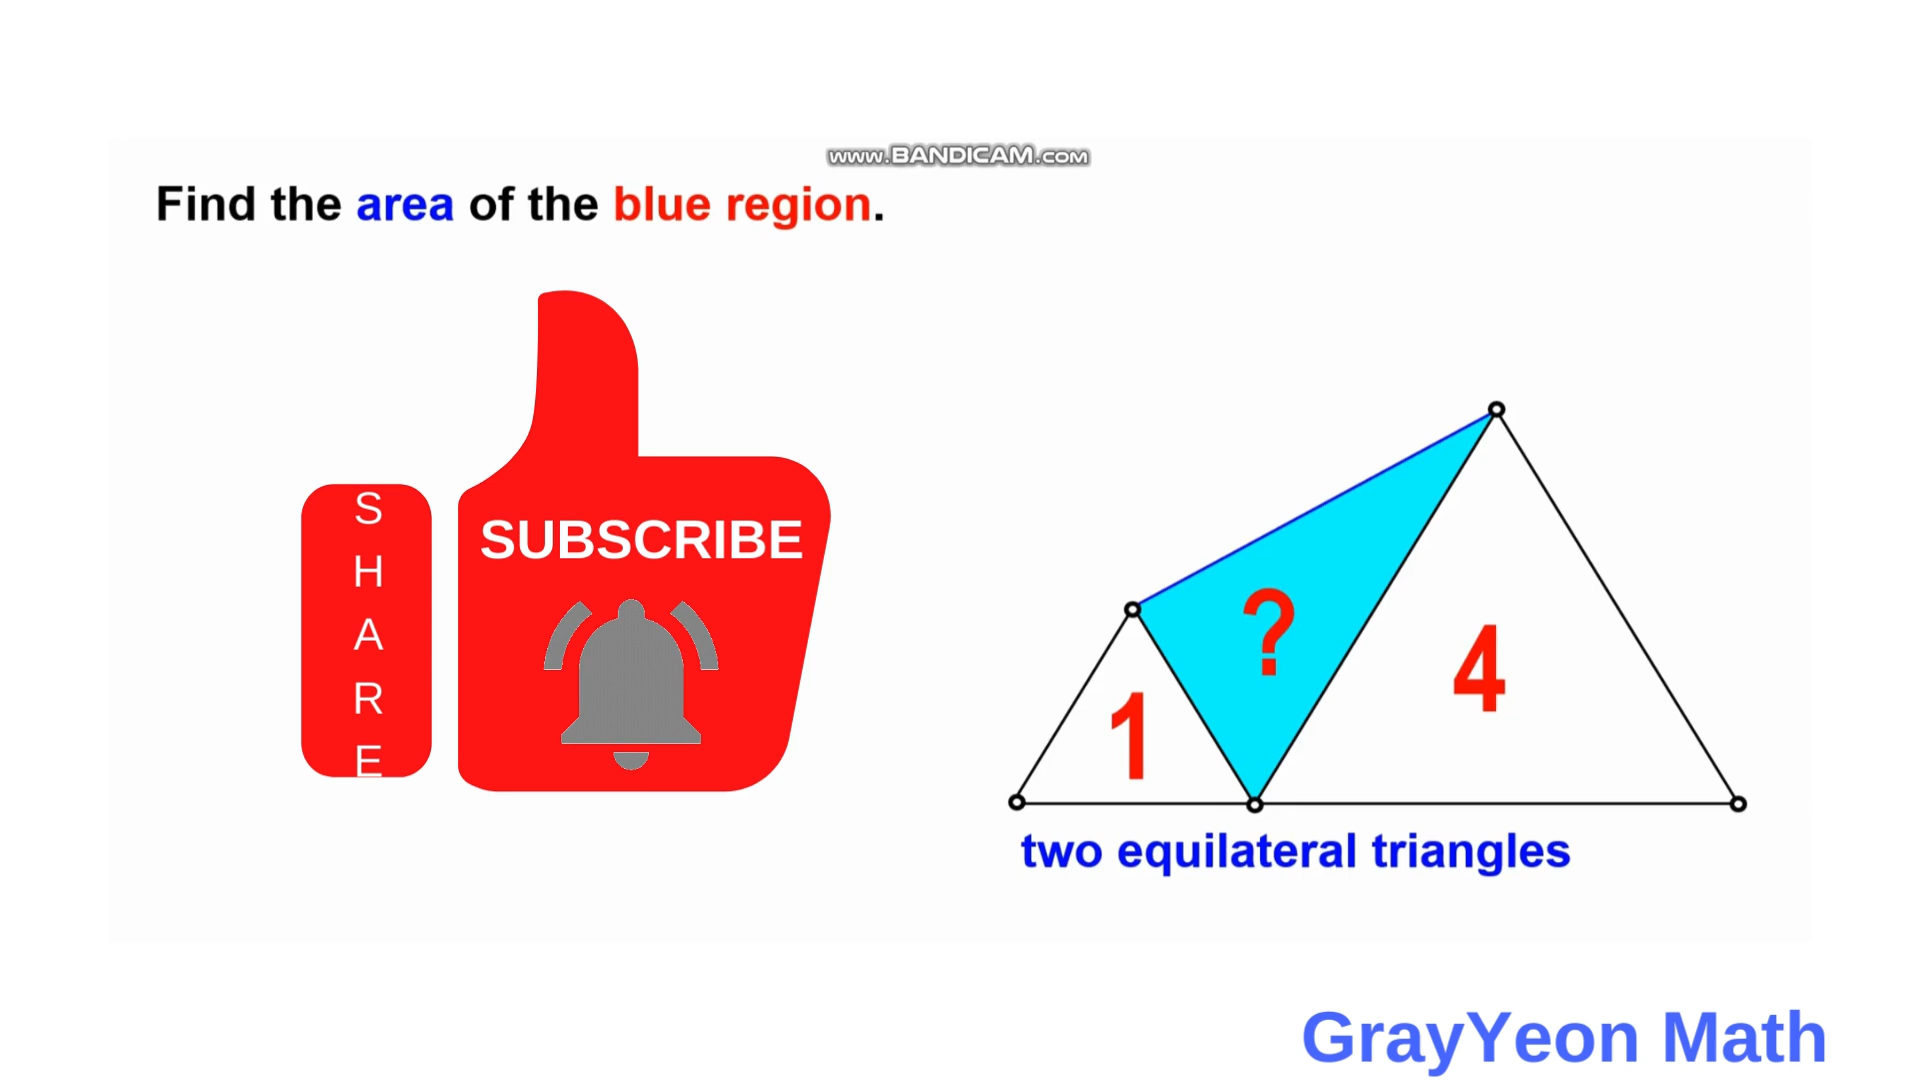 www.BANDICAM.com
Find the area of the blue region.
S
H
A
R
E
SUBSCRIBE
?
4
1
two equilateral triangles
GrayYeon Math